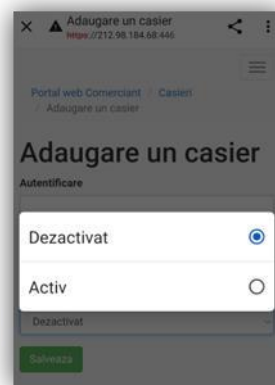 Adaugare un casier
https://212.98.184.68:446
Portal web Comerciant / Casieri
/ Adaugare un casier
Adaugare un casier
Autentificare
Dezactivat
Activ
Dezactivat
Salveaza